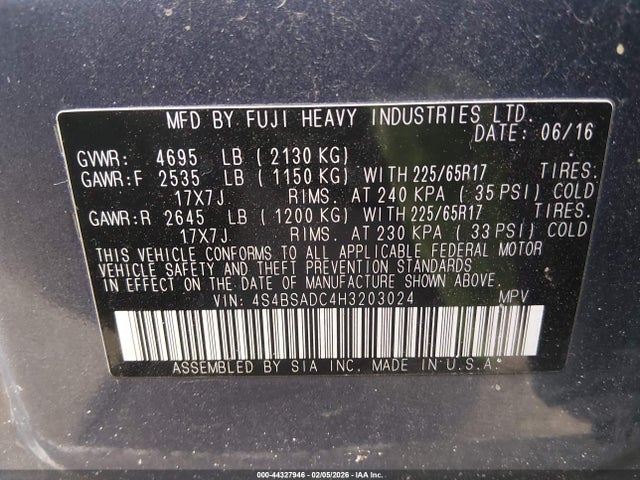 MFD BY FUJI HEAVY INDUSTRIES LTD.
DATE: 06/16
GVWR: 4695 LB ( 2130 KG)
GAWR:F 2535 LB ( 1150 KG) WITH 225/65R17 TIRES,
17X7J RIMS, AT 240 KPA ( 35 PSI) COLD
GAWR:R 2645 LB ( 1200 KG) WITH 225/65R17 TIRES,
17X7J RIMS, AT 230 KPA ( 33 PSI) COLD
THIS VEHICLE CONFORMS TO ALL APPLICABLE FEDERAL MOTOR
VEHICLE SAFETY AND THEFT PREVENTION STANDARDS
IN EFFECT ON THE DATE OF MANUFACTURE SHOWN ABOVE.
VIN: 4S4BSADC4H3203024 MPV
ASSEMBLED BY SIA INC. MADE IN U.S.A.
000-44327946 - 02/05/2026 - IAA Inc.